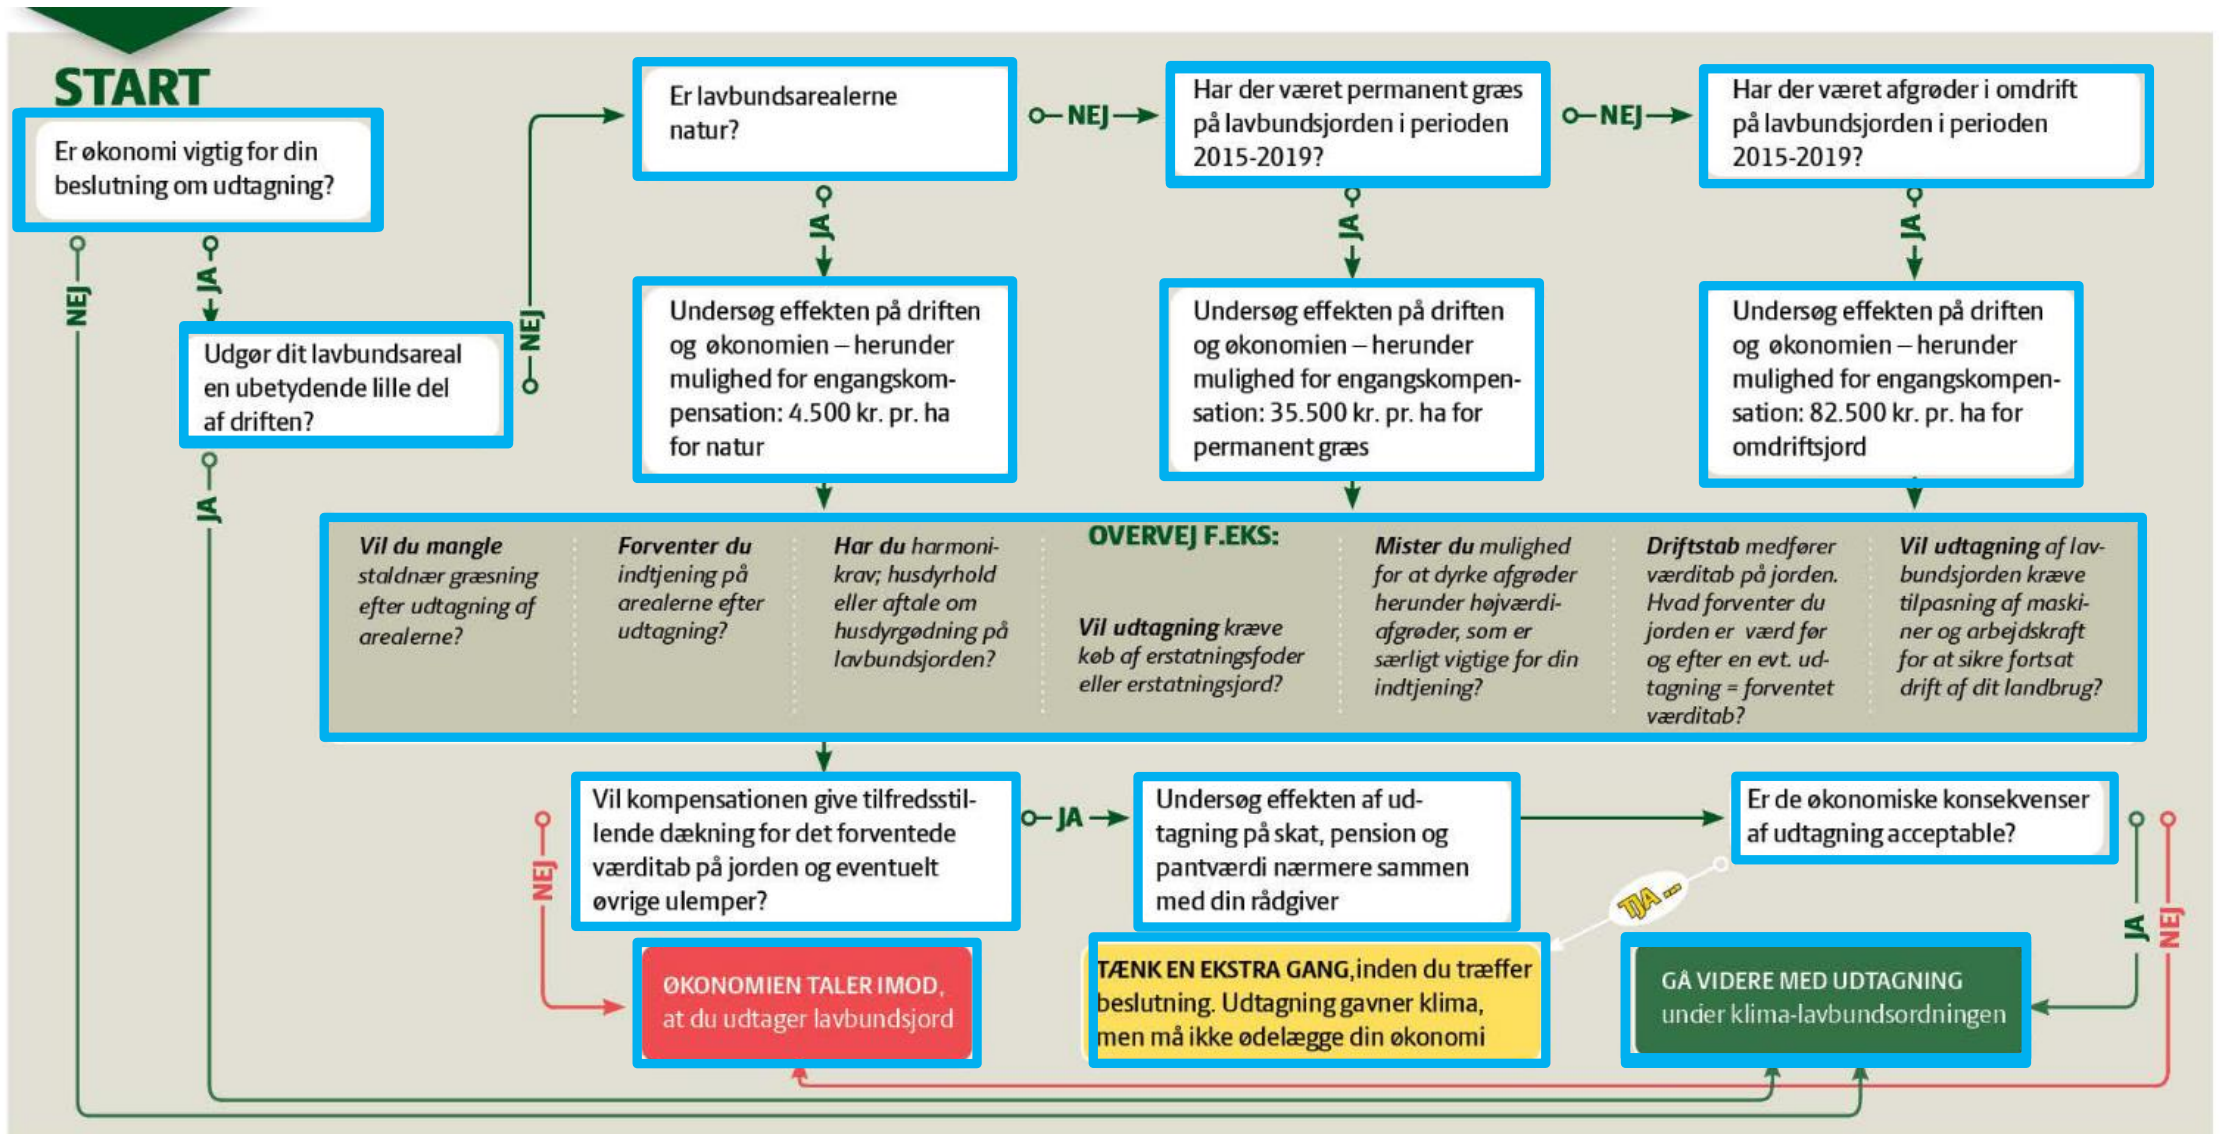 START
Er økonomi vigtig for din
beslutning om udtagning?
NEJ
JA
Udgør dit lavbundsareal
en ubetydende lille del
af driften?
JA
NEJ
Er lavbundsarealerne
natur?
NEJ
JA
Har der været permanent græs
på lavbundsjorden i perioden
2015-2019?
NEJ
JA
Har der været afgrøder i omdrift
på lavbundsjorden i perioden
2015-2019?
JA
Undersøg effekten på driften
og økonomien – herunder
mulighed for engangskom-
pensation: 4.500 kr. pr. ha
for natur
Undersøg effekten på driften
og økonomien – herunder
mulighed for engangskompen-
sation: 35.500 kr. pr. ha for
permanent græs
Undersøg effekten på driften
og økonomien – herunder
mulighed for engangskompen-
sation: 82.500 kr. pr. ha for
omdriftsjord
OVERVEJ F.EKS:
Vil du mangle
staldnær græsning
efter udtagning af
arealerne?
Forventer du
indtjening på
arealerne efter
udtagning?
Har du harmoni-
krav; husdyrhold
eller aftale om
husdyrgødning på
lavbundsjorden?
Vil udtagning kræve
køb af erstatningsfoder
eller erstatningsjord?
Mister du mulighed
for at dyrke afgrøder
herunder højværdi-
afgrøder, som er
særligt vigtige for din
indtjening?
Driftstab medfører
værditab på jorden.
Hvad forventer du
jorden er værd før
og efter en evt. ud-
tagning = forventet
værditab?
Vil udtagning af lav-
bundsjorden kræve
tilpasning af maski-
ner og arbejdskraft
for at sikre fortsat
drift af dit landbrug?
Vil kompensationen give tilfredsstil-
lende dækning for det forventede
værditab på jorden og eventuelt
øvrige ulemper?
NEJ
JA
Undersøg effekten af ud-
tagning på skat, pension og
pantværdi nærmere sammen
med din rådgiver
Er de økonomiske konsekvenser
af udtagning acceptable?
TJA ...
JA
NEJ
ØKONOMIEN TALER IMOD,
at du udtager lavbundsjord
TÆNK EN EKSTRA GANG,inden du træffer
beslutning. Udtagning gavner klima,
men må ikke ødelægge din økonomi
GÅ VIDERE MED UDTAGNING
under klima-lavbundsordningen